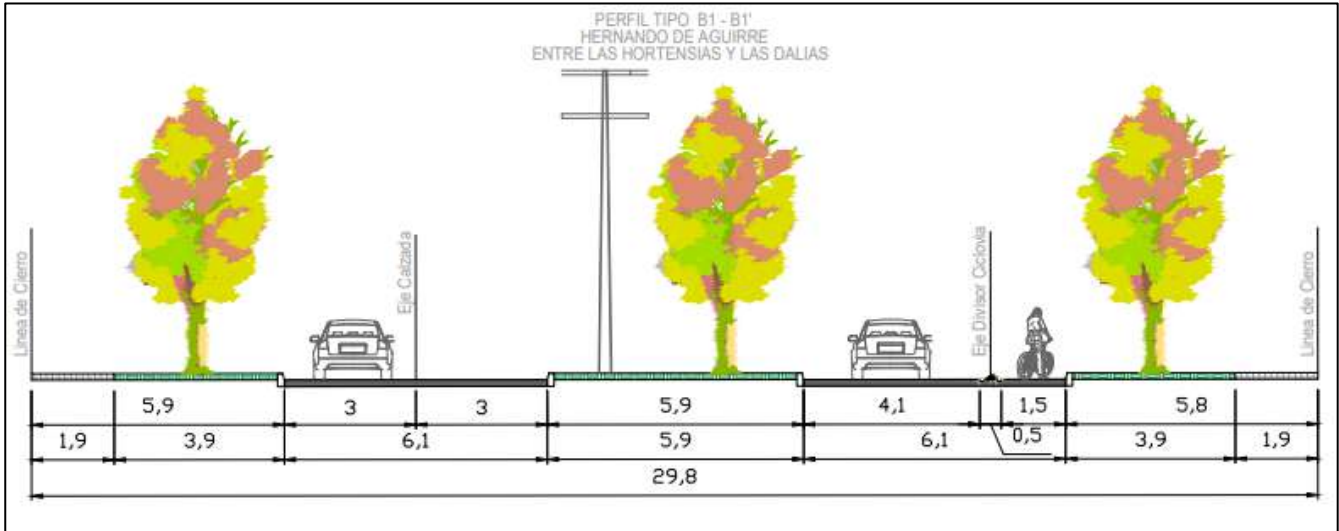 PERFIL TIPO B1 - B1'
HERNANDO DE AGUIRRE
ENTRE LAS HORTENSIAS Y LAS DALIAS
Linea de Cierro
Eje Calzada
Eje Divisor Ciclovia
Linea de Cierro
5,9 3 3 5,9 4,1 1,5 5,8
1,9 3,9 6,1 5,9 6,1 0,5 3,9 1,9
29,8